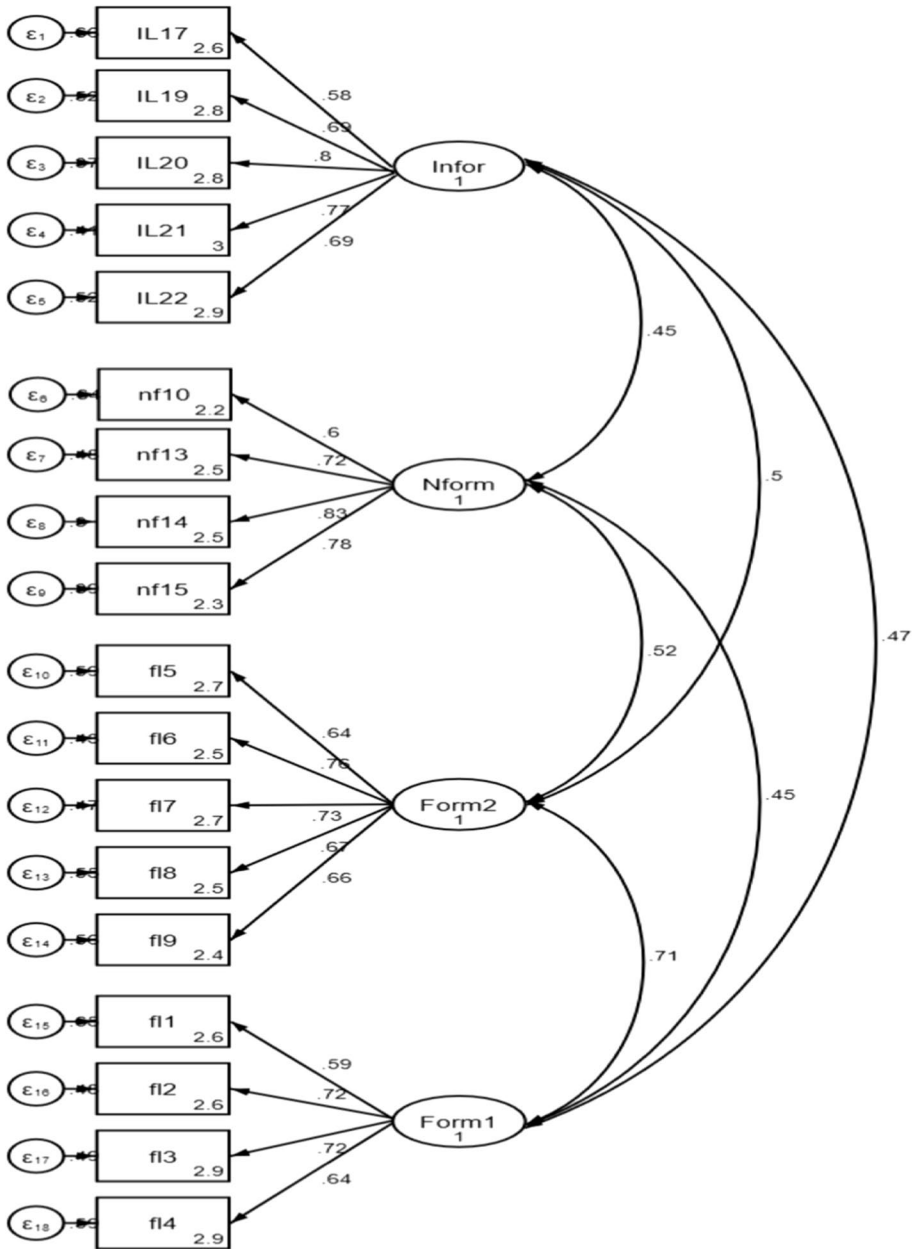 ε₁ IL17 2.6
.58
ε₂ IL19 2.8
.69
ε₃ IL20 2.8
.8
Infor 1
ε₄ IL21 3
.77
ε₅ IL22 2.9
.69
.45
ε₆ nf10 2.2
.6
ε₇ nf13 2.5
.72
Nform 1
.5
ε₈ nf14 2.5
.83
ε₉ nf15 2.3
.78
.47
.52
ε₁₀ fl5 2.7
.64
ε₁₁ fl6 2.5
.76
ε₁₂ fl7 2.7
.73
Form2 1
.45
ε₁₃ fl8 2.5
.67
ε₁₄ fl9 2.4
.66
.71
ε₁₅ fl1 2.6
.59
ε₁₆ fl2 2.6
.72
Form1 1
ε₁₇ fl3 2.9
.72
ε₁₈ fl4 2.9
.64